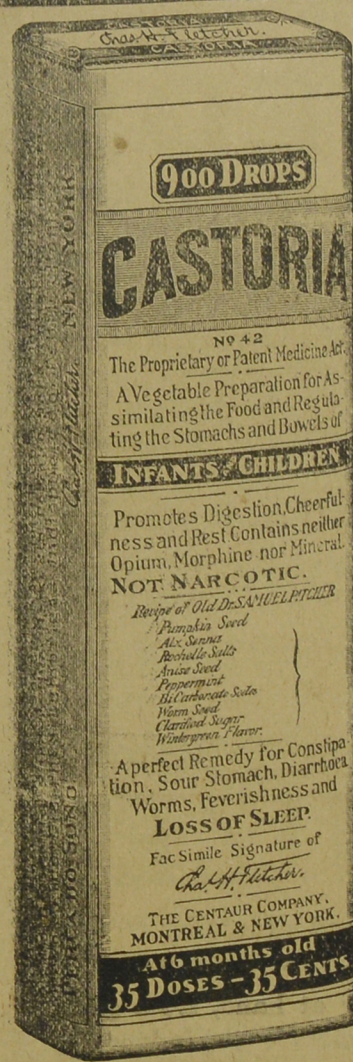 Chas. H. Fletcher.
CASTORIA
900 DROPS
CASTORIA
Nº 42
The Proprietary or Patent Medicine Act.
A Vegetable Preparation for As-
similating the Food and Regula-
ting the Stomachs and Bowels of
INFANTS CHILDREN
Promotes Digestion, Cheerful-
ness and Rest Contains neither
Opium, Morphine nor Mineral.
NOT NARCOTIC.
Recipe of Old Dr. SAMUEL PITCHER
Pumpkin Seed
Alx. Senna
Rochelle Salts
Anise Seed
Peppermint
Bi Carbonate Soda
Worm Seed
Clarified Sugar
Wintergreen Flavor.
A perfect Remedy for Constipa-
tion, Sour Stomach, Diarrhoea
Worms, Feverishness and
LOSS OF SLEEP.
Fac Simile Signature of
Chas. H. Fletcher.
THE CENTAUR COMPANY,
MONTREAL & NEW YORK.
At 6 months old
35 DOSES – 35 CENTS
Chas. H. Fletcher. NEW YORK